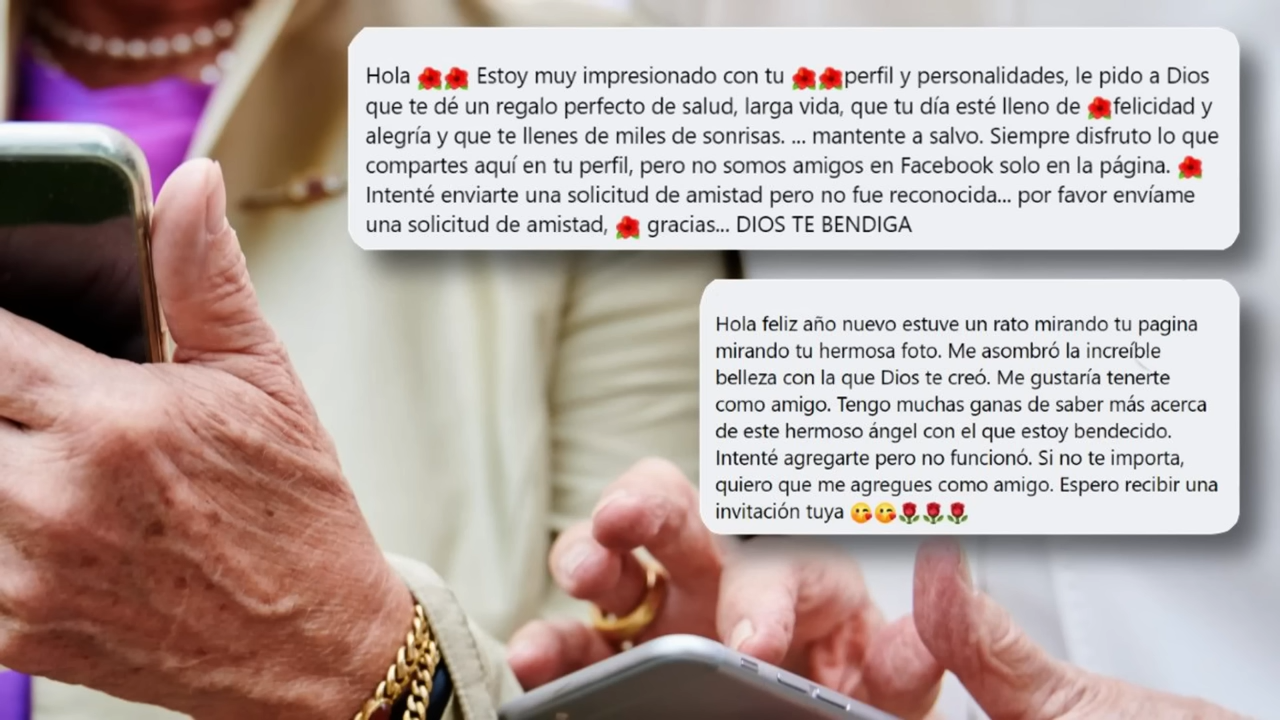 Hola 🌺🌺 Estoy muy impresionado con tu 🌺🌺perfil y personalidades, le pido a Dios
que te dé un regalo perfecto de salud, larga vida, que tu día esté lleno de 🌺felicidad y
alegría y que te llenes de miles de sonrisas. ... mantente a salvo. Siempre disfruto lo que
compartes aquí en tu perfil, pero no somos amigos en Facebook solo en la página. 🌺
Intenté enviarte una solicitud de amistad pero no fue reconocida... por favor envíame
una solicitud de amistad, 🌺 gracias... DIOS TE BENDIGA
Hola feliz año nuevo estuve un rato mirando tu pagina
mirando tu hermosa foto. Me asombró la increíble
belleza con la que Dios te creó. Me gustaría tenerte
como amigo. Tengo muchas ganas de saber más acerca
de este hermoso ángel con el que estoy bendecido.
Intenté agregarte pero no funcionó. Si no te importa,
quiero que me agregues como amigo. Espero recibir una
invitación tuya 😘😘🌹🌹🌹